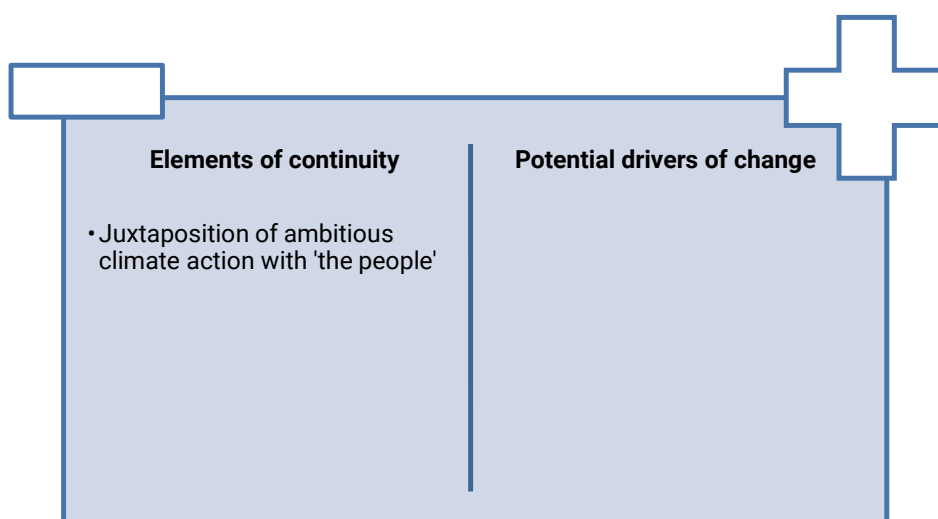 Elements of continuity
Potential drivers of change
• Juxtaposition of ambitious
climate action with 'the people'